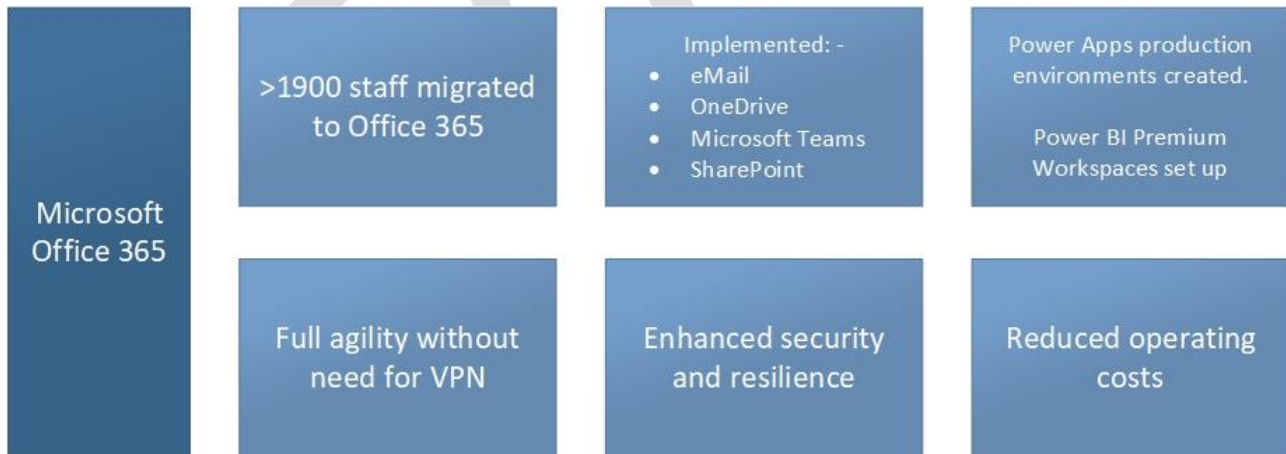 Microsoft
Office 365
>1900 staff migrated
to Office 365
Implemented: -
• eMail
• OneDrive
• Microsoft Teams
• SharePoint
Power Apps production
environments created.
Power BI Premium
Workspaces set up
Full agility without
need for VPN
Enhanced security
and resilience
Reduced operating
costs